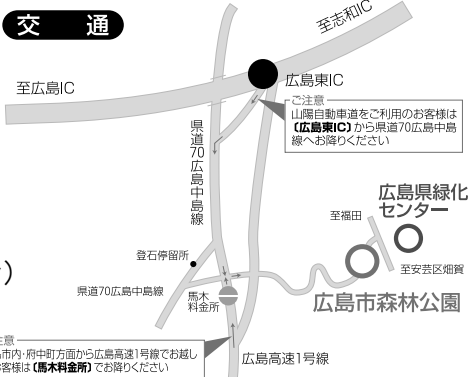 交通
至志和IC
至広島IC
広島東IC
ご注意
山陽自動車道をご利用のお客様は
〔広島東IC〕から県道70広島中島
線へお降りください
県道70広島中島線
広島県緑化
センター
至福田
登石停留所
至安芸区畑賀
県道70広島中島線
馬木
料金所
広島市森林公園
注意
島市内・府中町方面から広島高速1号線でお越し
お客様は〔馬木料金所〕でお降りください
広島高速1号線